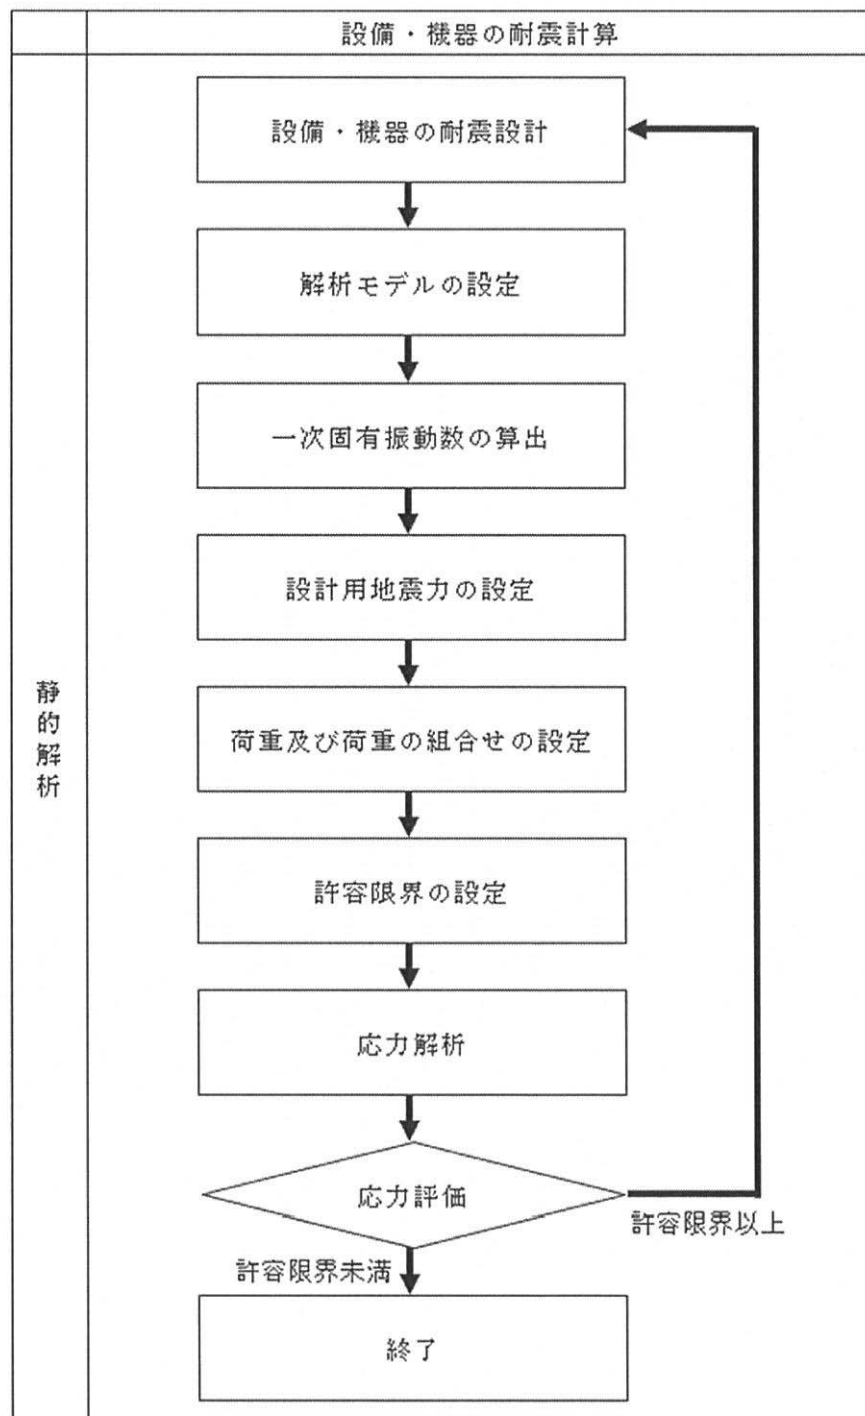 設備・機器の耐震計算
静的解析
設備・機器の耐震設計
解析モデルの設定
一次固有振動数の算出
設計用地震力の設定
荷重及び荷重の組合せの設定
許容限界の設定
応力解析
応力評価
許容限界以上
許容限界未満
終了